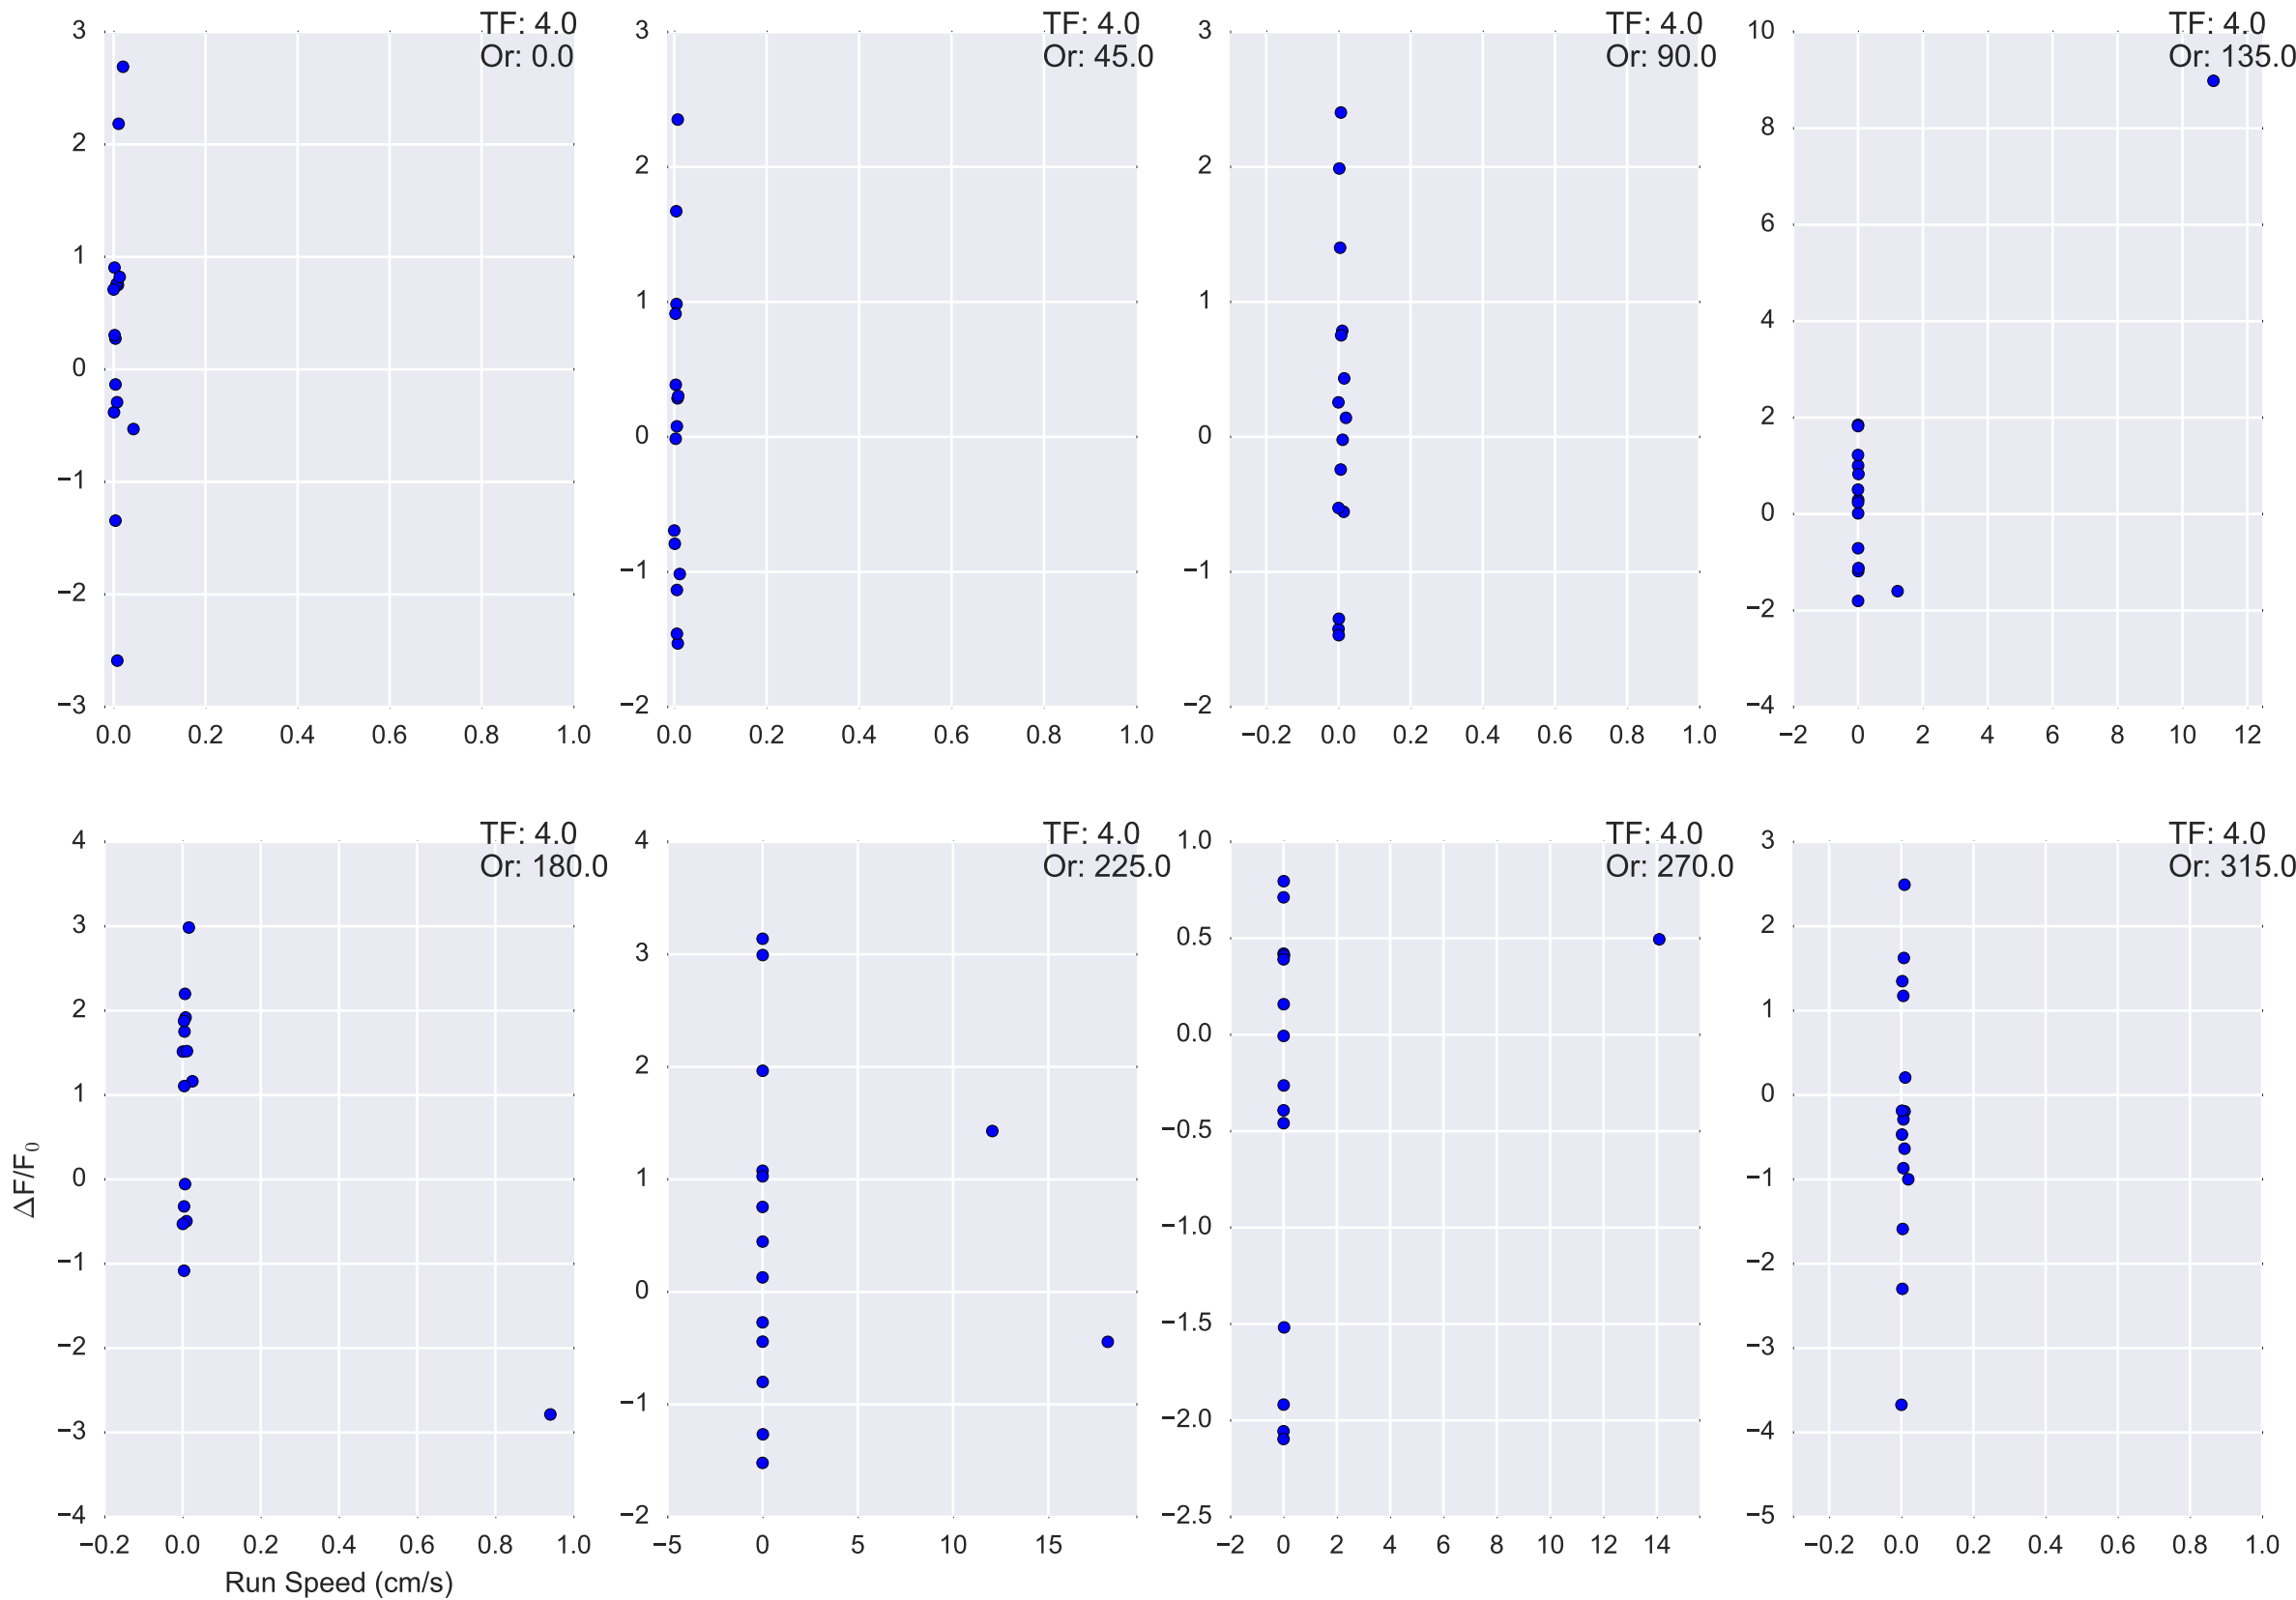 TF: 4.0
Or: 0.0
3
2
1
0
−1
−2
−3
0.0 0.2 0.4 0.6 0.8 1.0
TF: 4.0
Or: 45.0
3
2
1
0
−1
−2
0.0 0.2 0.4 0.6 0.8 1.0
TF: 4.0
Or: 90.0
3
2
1
0
−1
−2
−0.2 0.0 0.2 0.4 0.6 0.8 1.0
TF: 4.0
Or: 135.0
10
8
6
4
2
0
−2
−4
−2 0 2 4 6 8 10 12
TF: 4.0
Or: 180.0
4
3
2
1
0
−1
−2
−3
−4
−0.2 0.0 0.2 0.4 0.6 0.8 1.0
ΔF/F₀
Run Speed (cm/s)
TF: 4.0
Or: 225.0
4
3
2
1
0
−1
−2
−5 0 5 10 15
TF: 4.0
Or: 270.0
1.0
0.5
0.0
−0.5
−1.0
−1.5
−2.0
−2.5
−2 0 2 4 6 8 10 12 14
TF: 4.0
Or: 315.0
3
2
1
0
−1
−2
−3
−4
−5
−0.2 0.0 0.2 0.4 0.6 0.8 1.0